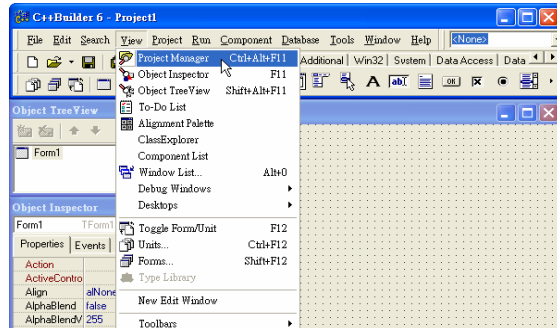 C++Builder 6 - Project1
File Edit Search View Project Run Component Database Tools Window Help <None>
Additional Win32 System Data Access Data
Project Manager Ctrl+Alt+F11
Object Inspector F11
Object TreeView Shift+Alt+F11
To-Do List
Alignment Palette
ClassExplorer
Component List
Window List... Alt+0
Debug Windows
Desktops
Toggle Form/Unit F12
Units... Ctrl+F12
Forms... Shift+F12
Type Library
New Edit Window
Toolbars
Object TreeView
Form1
Object Inspector
Form1 TForm1
Properties Events
Action
ActiveContro
Align alNone
AlphaBlend false
AlphaBlendV 255